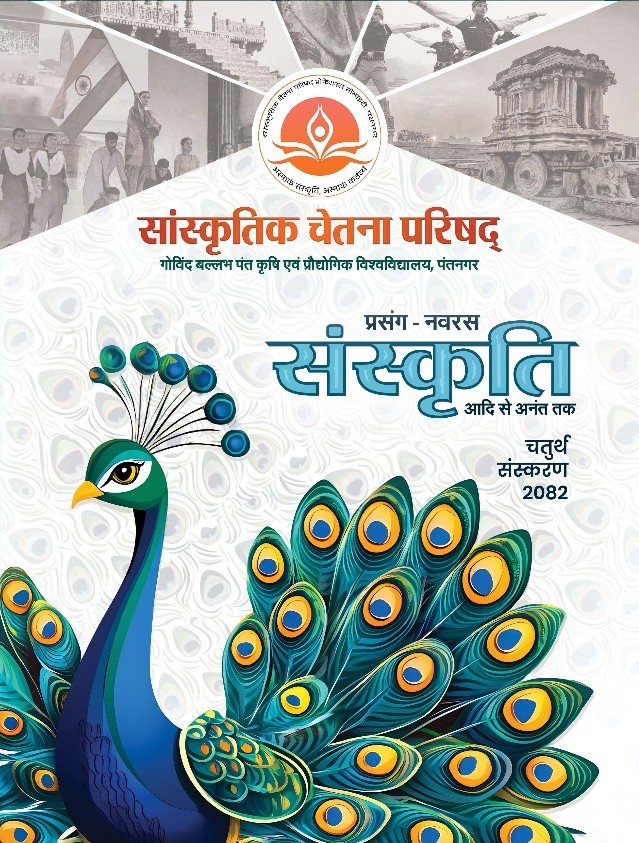 सांस्कृतिक चेतना परिषद्
गोविंद बल्लभ पंत कृषि एवं प्रौद्योगिक विश्वविद्यालय, पंतनगर
प्रसंग - नवरस
संस्कृति
आदि से अनंत तक
चतुर्थ
संस्करण
2082